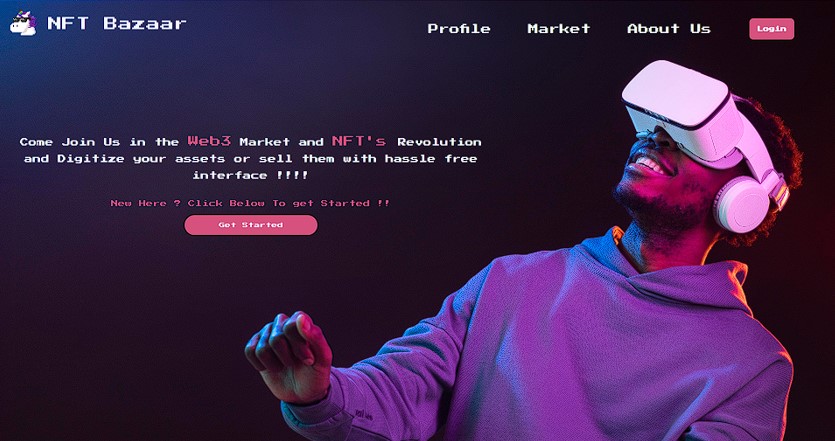 NFT Bazaar
Profile Market About Us Login
Come Join Us in the Web3 Market and NFT's Revolution
and Digitize your assets or sell them with hassle free
interface !!!!
New Here ? Click Below To get Started !!
Get Started